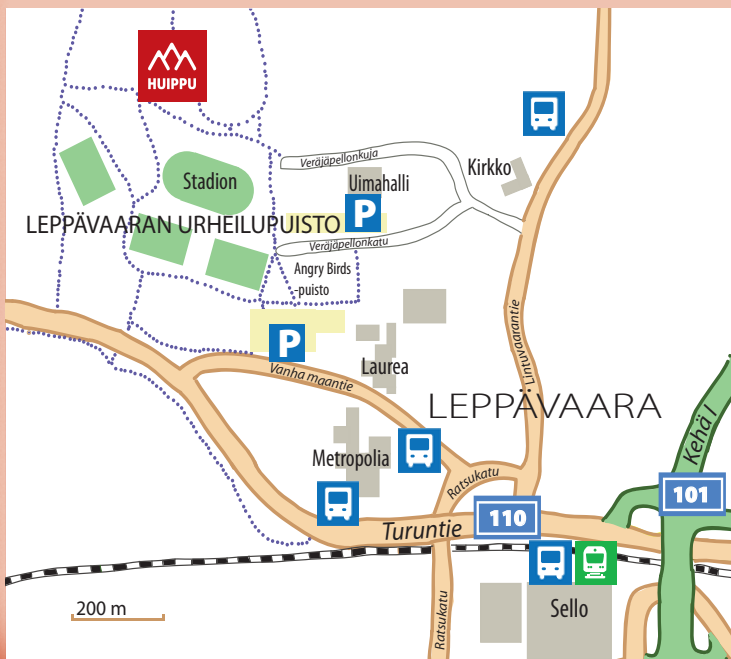 HUIPPU
Veräjäpellonkuja
Kirkko
Stadion
Uimahalli
LEPPÄVAARAN URHEILUPUISTO
P
Veräjäpellonkatu
Angry Birds
-puisto
Lintuvaarantie
P
Laurea
Vanha maantie
LEPPÄVAARA
Kehä I
Metropolia
Ratsukatu
101
110
Turuntie
Ratsukatu
Sello
200 m